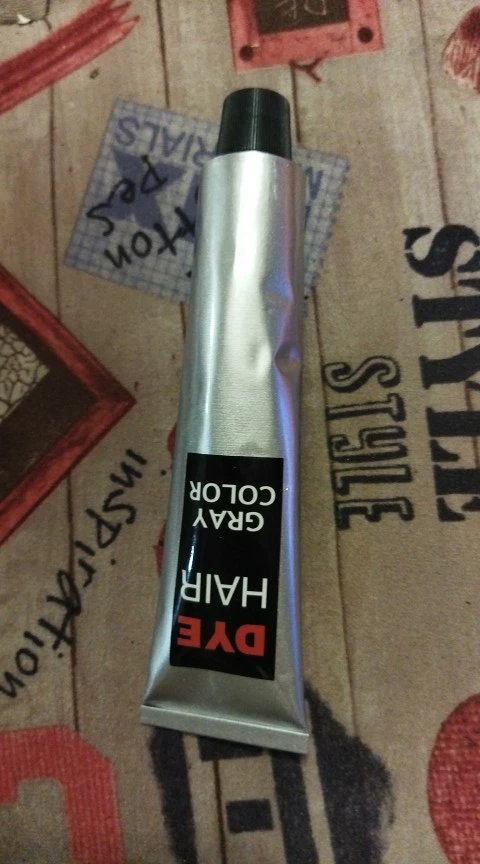 DYE
HAIR
GRAY
COLOR
STYLE
STYLE
inspiration